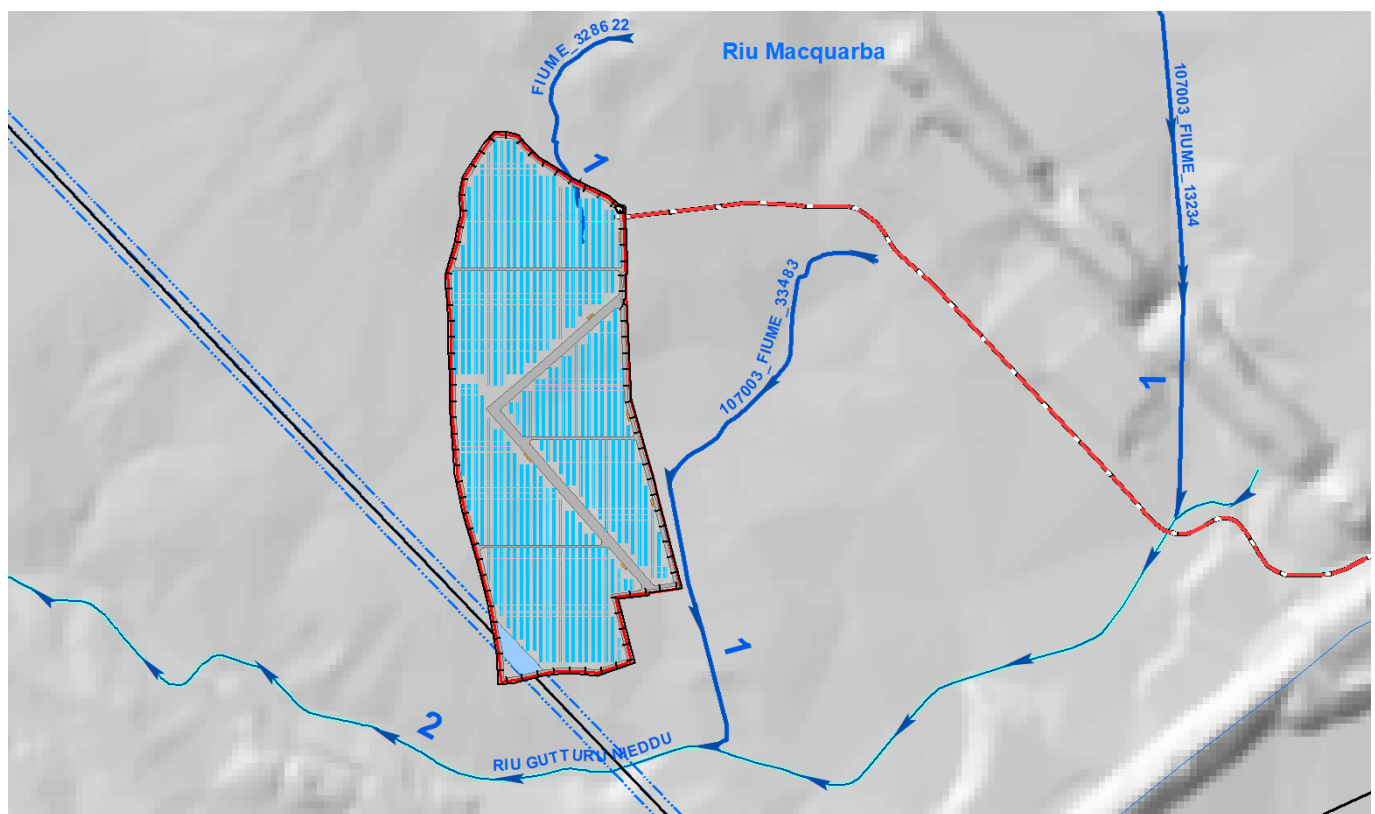 FIUME_328622
Riu Macquarba
107003_FIUME_13234
1
107003_FIUME_33483
1
1
2
RIU GUTTURU NIEDDU